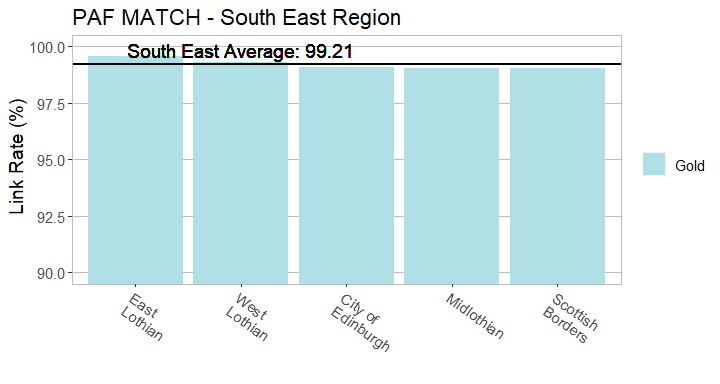 PAF MATCH - South East Region
South East Average: 99.21
100.0
97.5
95.0
92.5
90.0
Link Rate (%)
East
Lothian
West
Lothian
City of
Edinburgh
Midlothian
Scottish
Borders
Gold